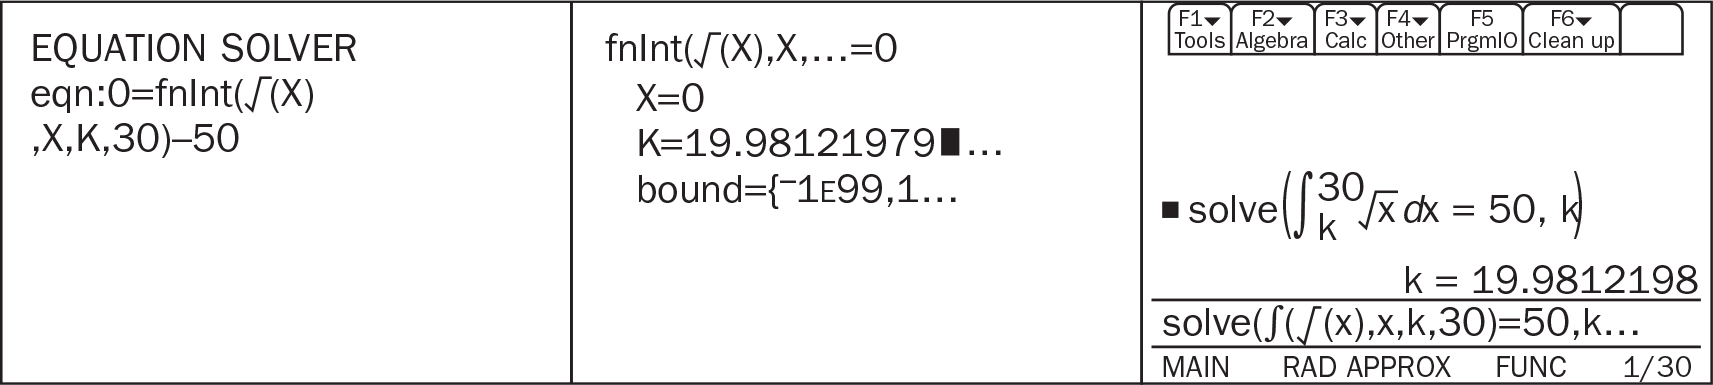 EQUATION SOLVER
eqn:0=fnInt(√(X)
,X,K,30)–50
fnInt(√(X),X,...=0
X=0
K=19.98121979■...
bound={⁻1ᴇ99,1...
F1▼ F2▼ F3▼ F4▼ F5 F6▼
Tools Algebra Calc Other PrgmIO Clean up
■ solve(∫ₖ³⁰ √x dx = 50, k)
k = 19.9812198
solve(∫(√(x),x,k,30)=50,k...
MAIN RAD APPROX FUNC 1/30